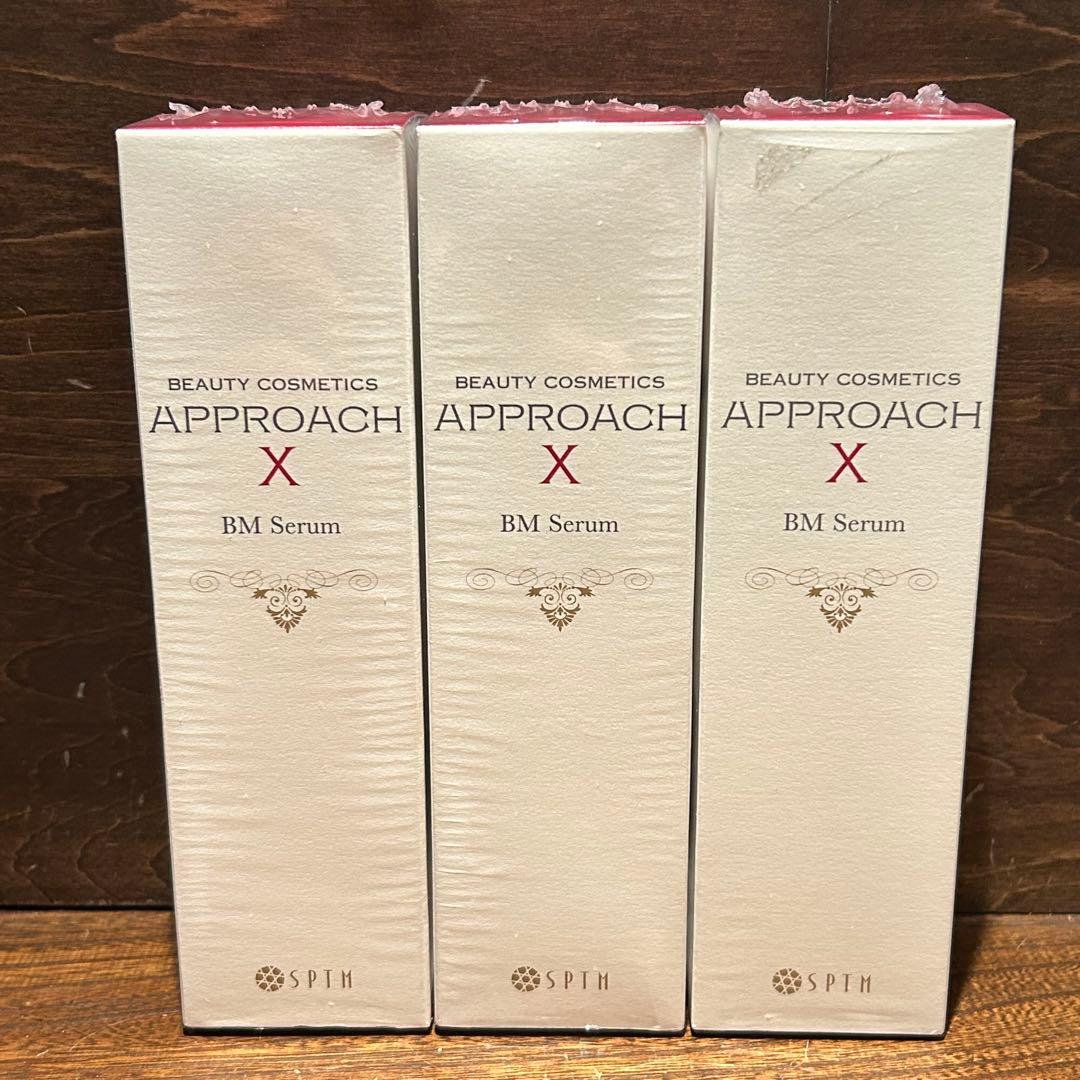 BEAUTY COSMETICS
APPROACH
X
BM Serum
SPTM
BEAUTY COSMETICS
APPROACH
X
BM Serum
SPTM
BEAUTY COSMETICS
APPROACH
X
BM Serum
SPTM